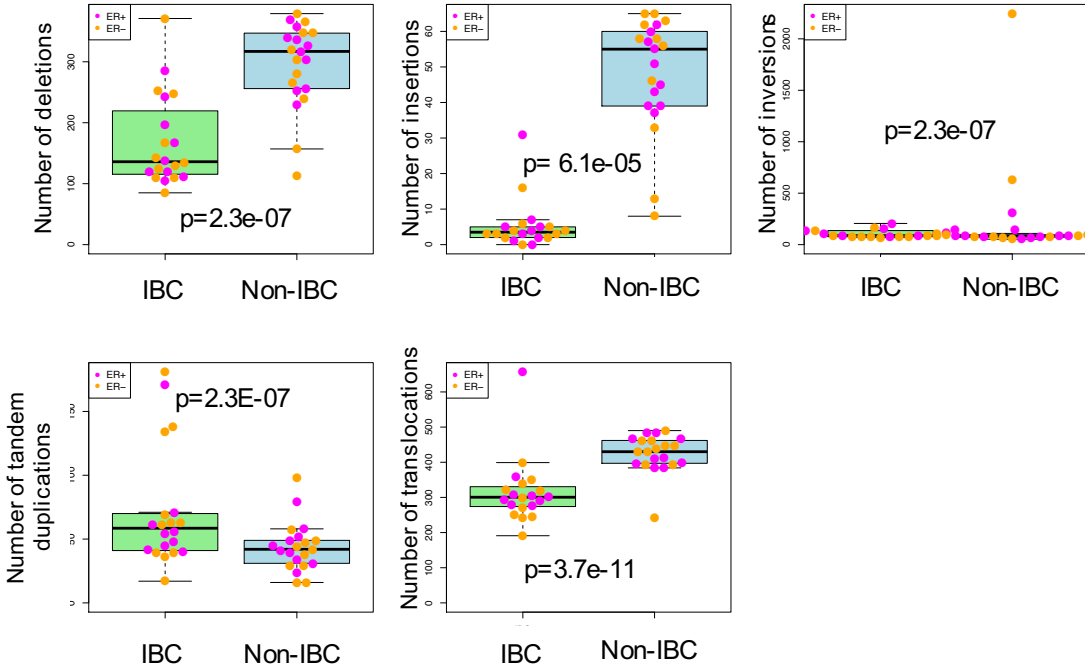 ER+
ER−
Number of deletions
300
200
100
0
p=2.3e-07
IBC
Non-IBC
ER+
ER−
Number of insertions
60
50
40
30
20
10
0
p= 6.1e-05
IBC
Non-IBC
ER+
ER−
Number of inversions
2000
1500
1000
500
0
p=2.3e-07
IBC
Non-IBC
ER+
ER−
Number of tandem
duplications
50
0
p=2.3E-07
IBC
Non-IBC
ER+
ER−
Number of translocations
600
500
400
300
200
100
0
p=3.7e-11
IBC
Non-IBC